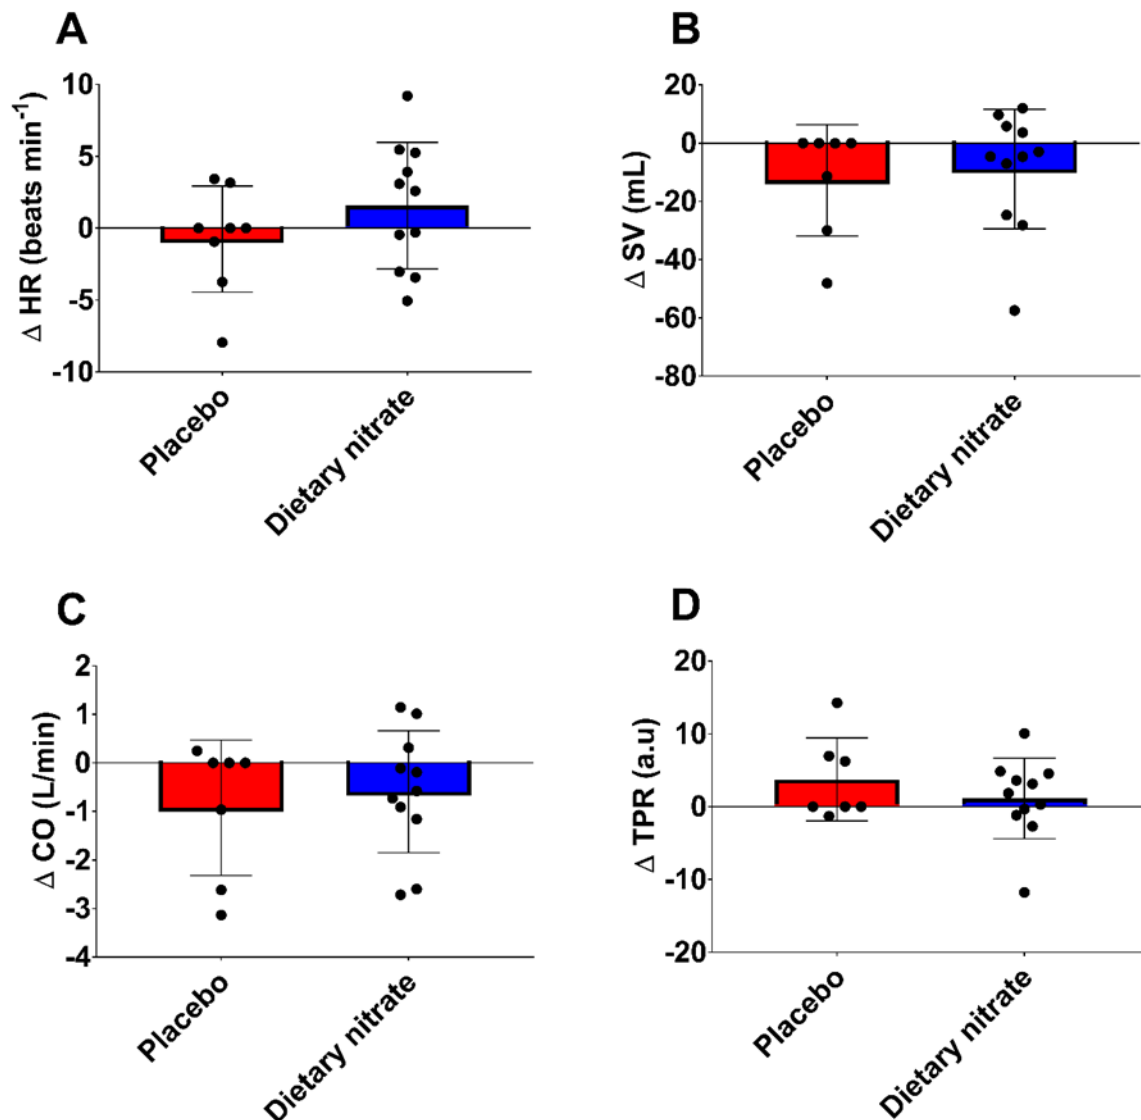 A
Δ HR (beats min-1)
10
5
0
-5
-10
Placebo
Dietary nitrate
B
Δ SV (mL)
20
0
-20
-40
-60
-80
Placebo
Dietary nitrate
C
Δ CO (L/min)
2
1
0
-1
-2
-3
-4
Placebo
Dietary nitrate
D
Δ TPR (a.u)
20
10
0
-10
-20
Placebo
Dietary nitrate